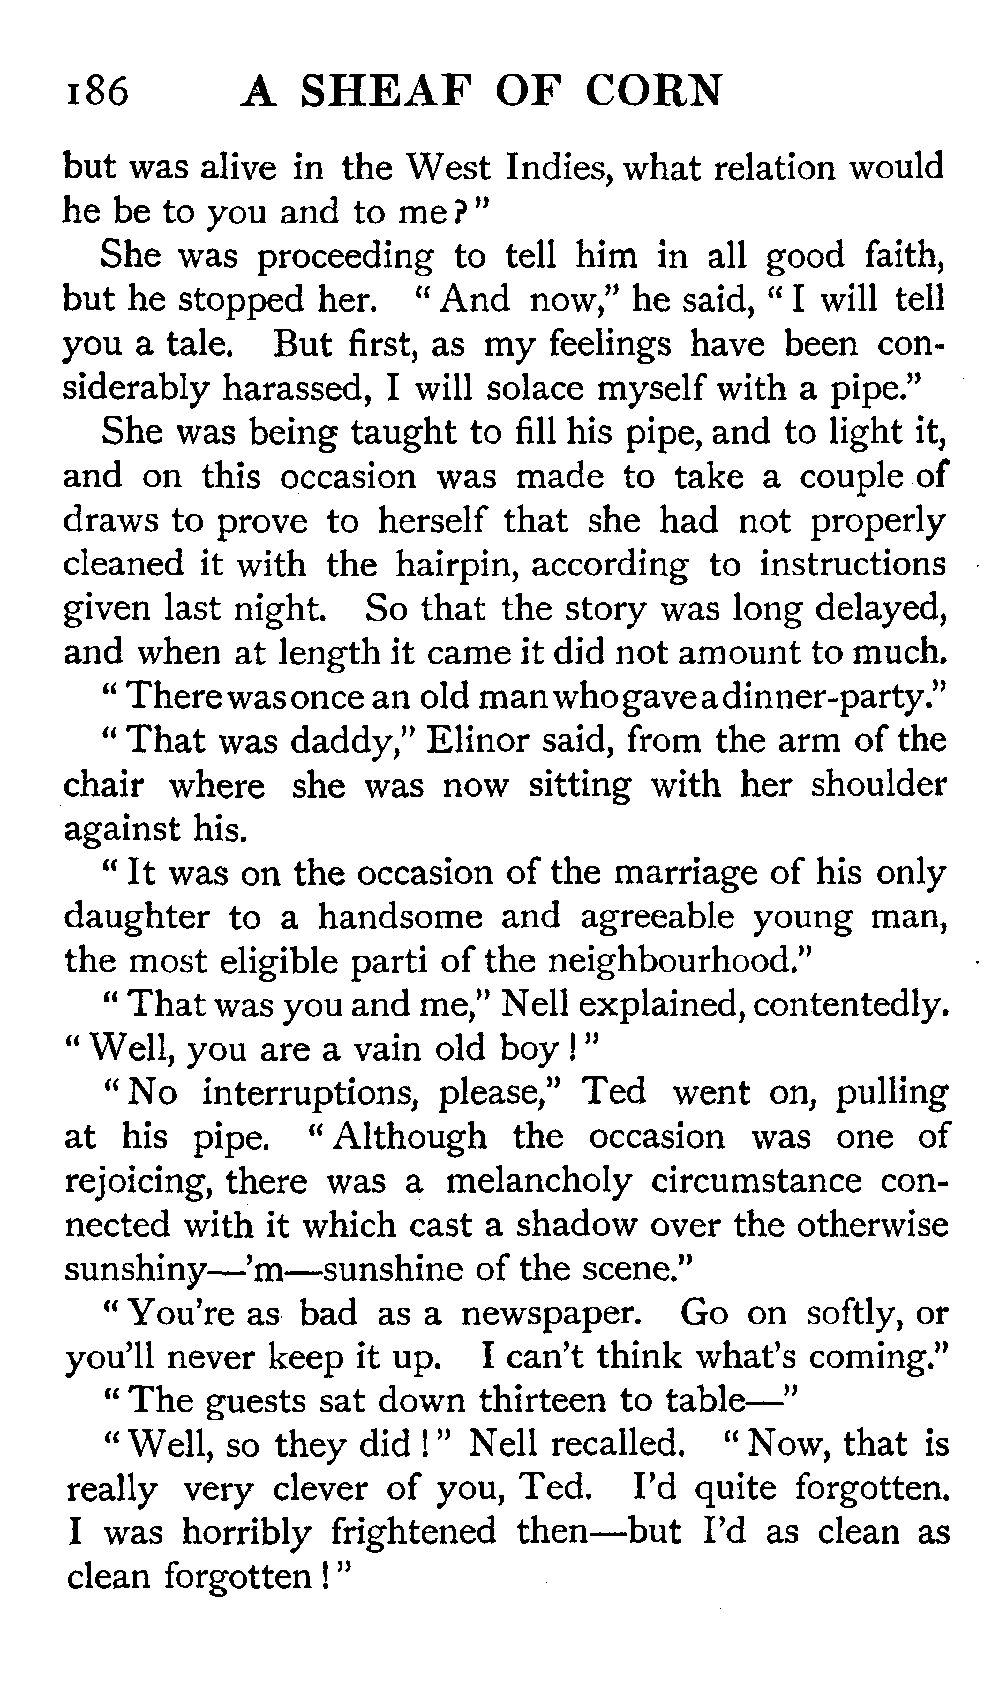 186 A SHEAF OF CORN
but was alive in the West Indies, what relation would
he be to you and to me?"
She was proceeding to tell him in all good faith,
but he stopped her. "And now," he said, "I will tell
you a tale. But first, as my feelings have been con-
siderably harassed, I will solace myself with a pipe."
She was being taught to fill his pipe, and to light it,
and on this occasion was made to take a couple of
draws to prove to herself that she had not properly
cleaned it with the hairpin, according to instructions
given last night. So that the story was long delayed,
and when at length it came it did not amount to much.
"There was once an old man who gave a dinner-party."
"That was daddy," Elinor said, from the arm of the
chair where she was now sitting with her shoulder
against his.
"It was on the occasion of the marriage of his only
daughter to a handsome and agreeable young man,
the most eligible parti of the neighbourhood."
"That was you and me," Nell explained, contentedly.
"Well, you are a vain old boy!"
"No interruptions, please," Ted went on, pulling
at his pipe. "Although the occasion was one of
rejoicing, there was a melancholy circumstance con-
nected with it which cast a shadow over the otherwise
sunshiny—'m—sunshine of the scene."
"You're as bad as a newspaper. Go on softly, or
you'll never keep it up. I can't think what's coming."
"The guests sat down thirteen to table—"
"Well, so they did!" Nell recalled. "Now, that is
really very clever of you, Ted. I'd quite forgotten.
I was horribly frightened then—but I'd as clean as
clean forgotten!"